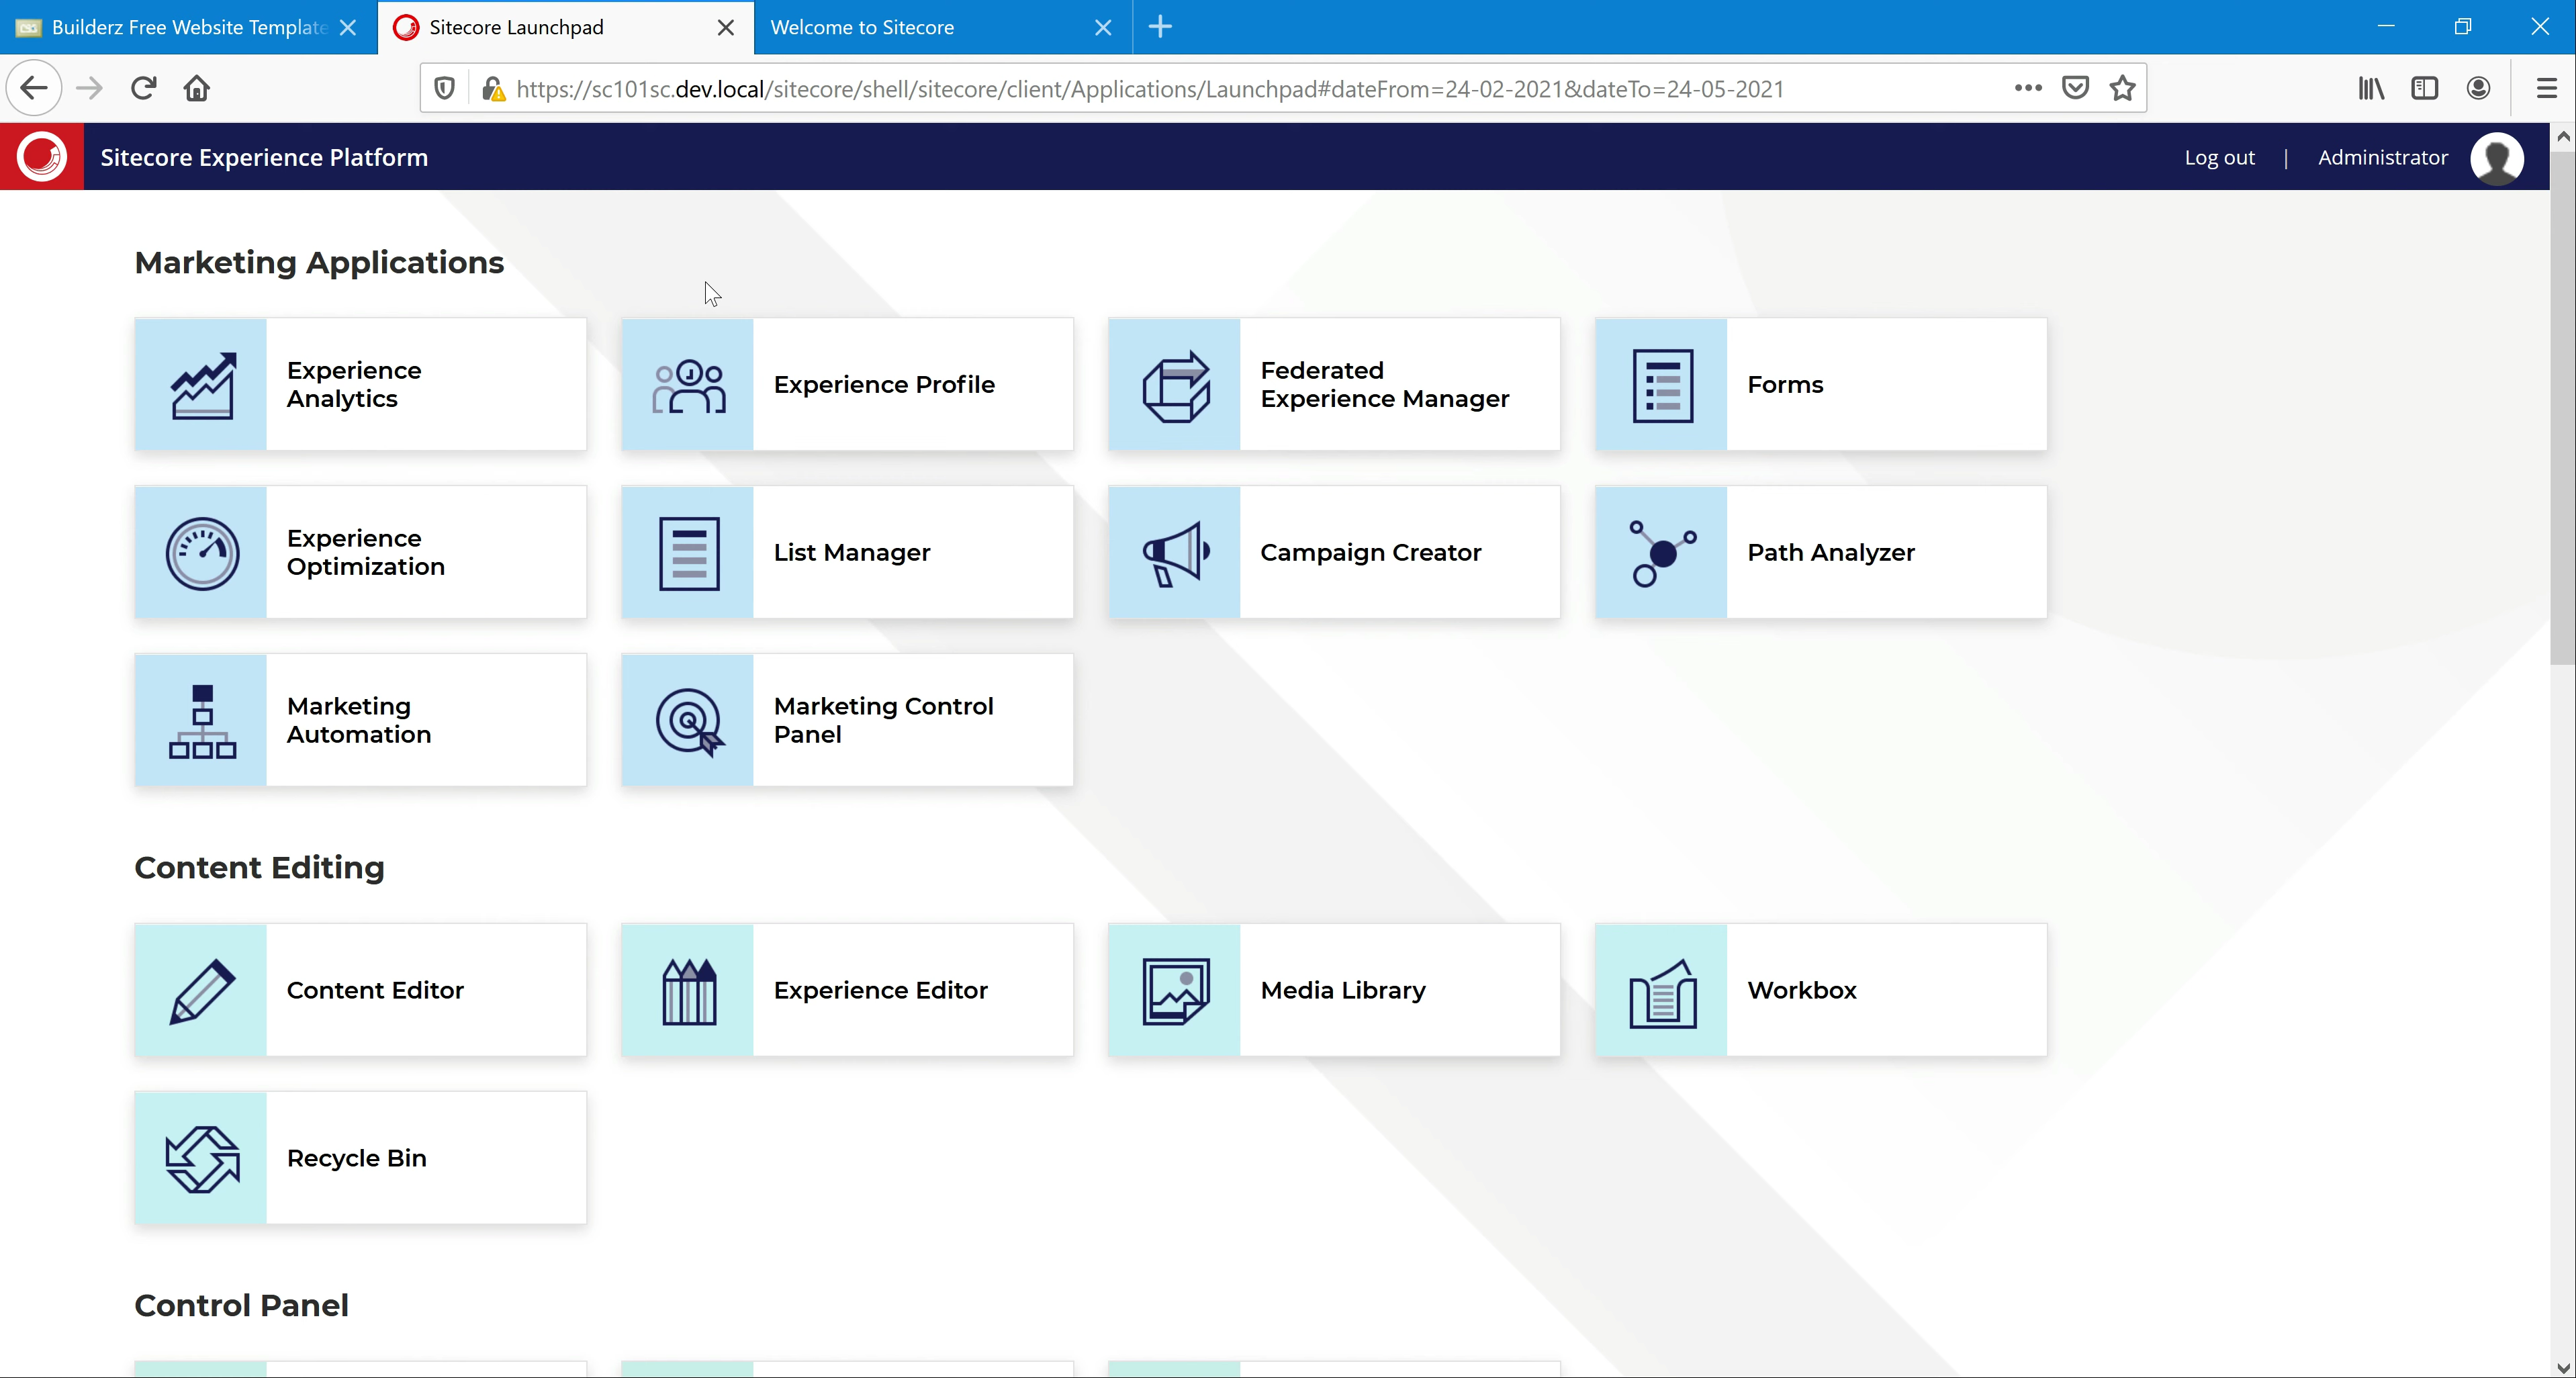 Builderz Free Website Template
Sitecore Launchpad
Welcome to Sitecore
https://sc101sc.dev.local/sitecore/shell/sitecore/client/Applications/Launchpad#dateFrom=24-02-2021&dateTo=24-05-2021
Sitecore Experience Platform
Log out | Administrator
Marketing Applications
Experience
Analytics
Experience Profile
Federated
Experience Manager
Forms
Experience
Optimization
List Manager
Campaign Creator
Path Analyzer
Marketing
Automation
Marketing Control
Panel
Content Editing
Content Editor
Experience Editor
Media Library
Workbox
Recycle Bin
Control Panel